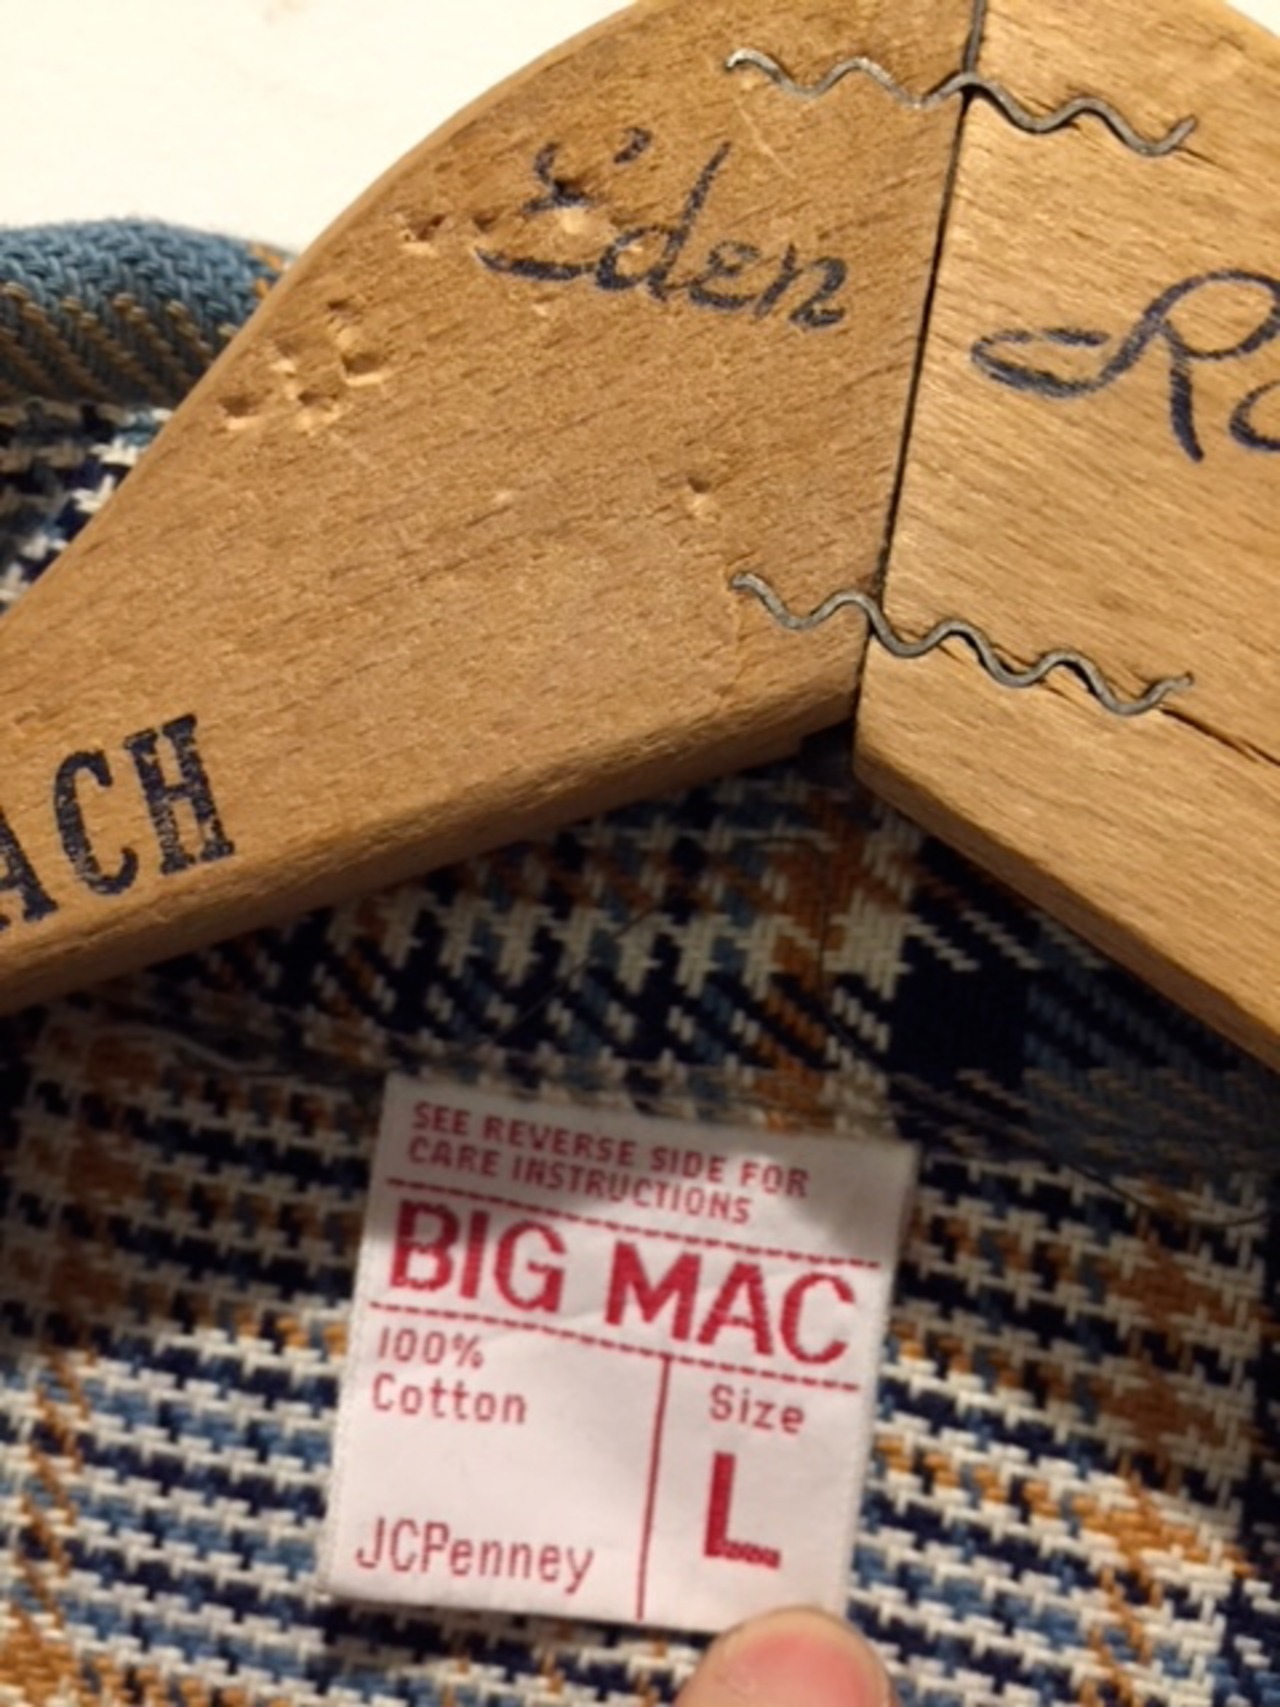 Eden
ACH
SEE REVERSE SIDE FOR
CARE INSTRUCTIONS
BIG MAC
100%
Cotton
Size
L
JCPenney